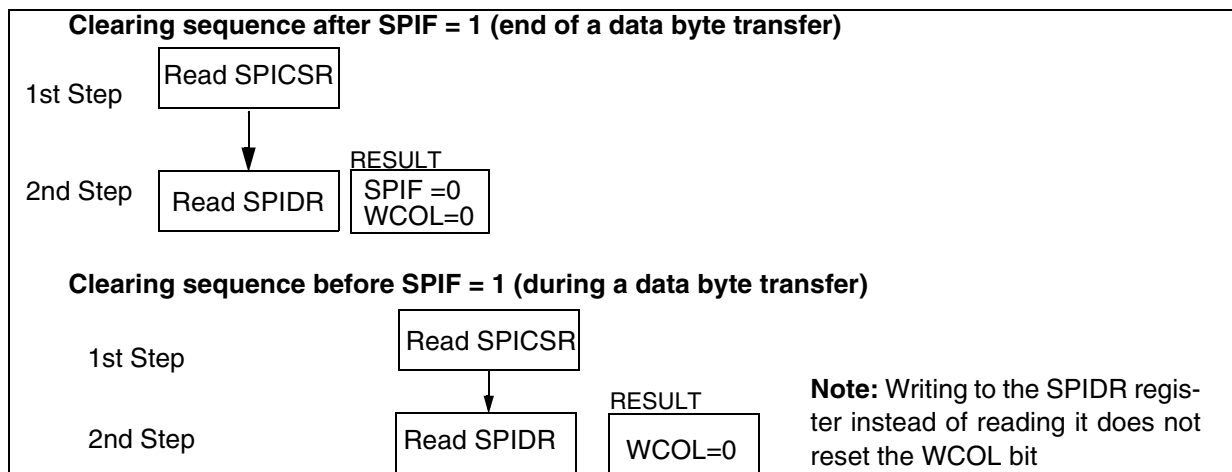 Clearing sequence after SPIF = 1 (end of a data byte transfer)
1st Step
Read SPICSR
2nd Step
Read SPIDR
RESULT
SPIF =0
WCOL=0
Clearing sequence before SPIF = 1 (during a data byte transfer)
1st Step
Read SPICSR
2nd Step
Read SPIDR
RESULT
WCOL=0
Note: Writing to the SPIDR regis-
ter instead of reading it does not
reset the WCOL bit